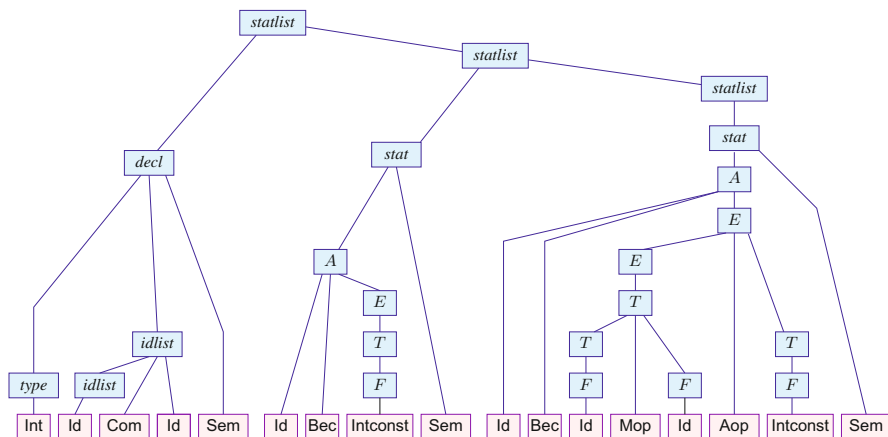 statlist
statlist
statlist
decl stat stat
A
E
A E
E T
idlist T T T
type idlist F F F F
Int Id Com Id Sem Id Bec Intconst Sem Id Bec Id Mop Id Aop Intconst Sem